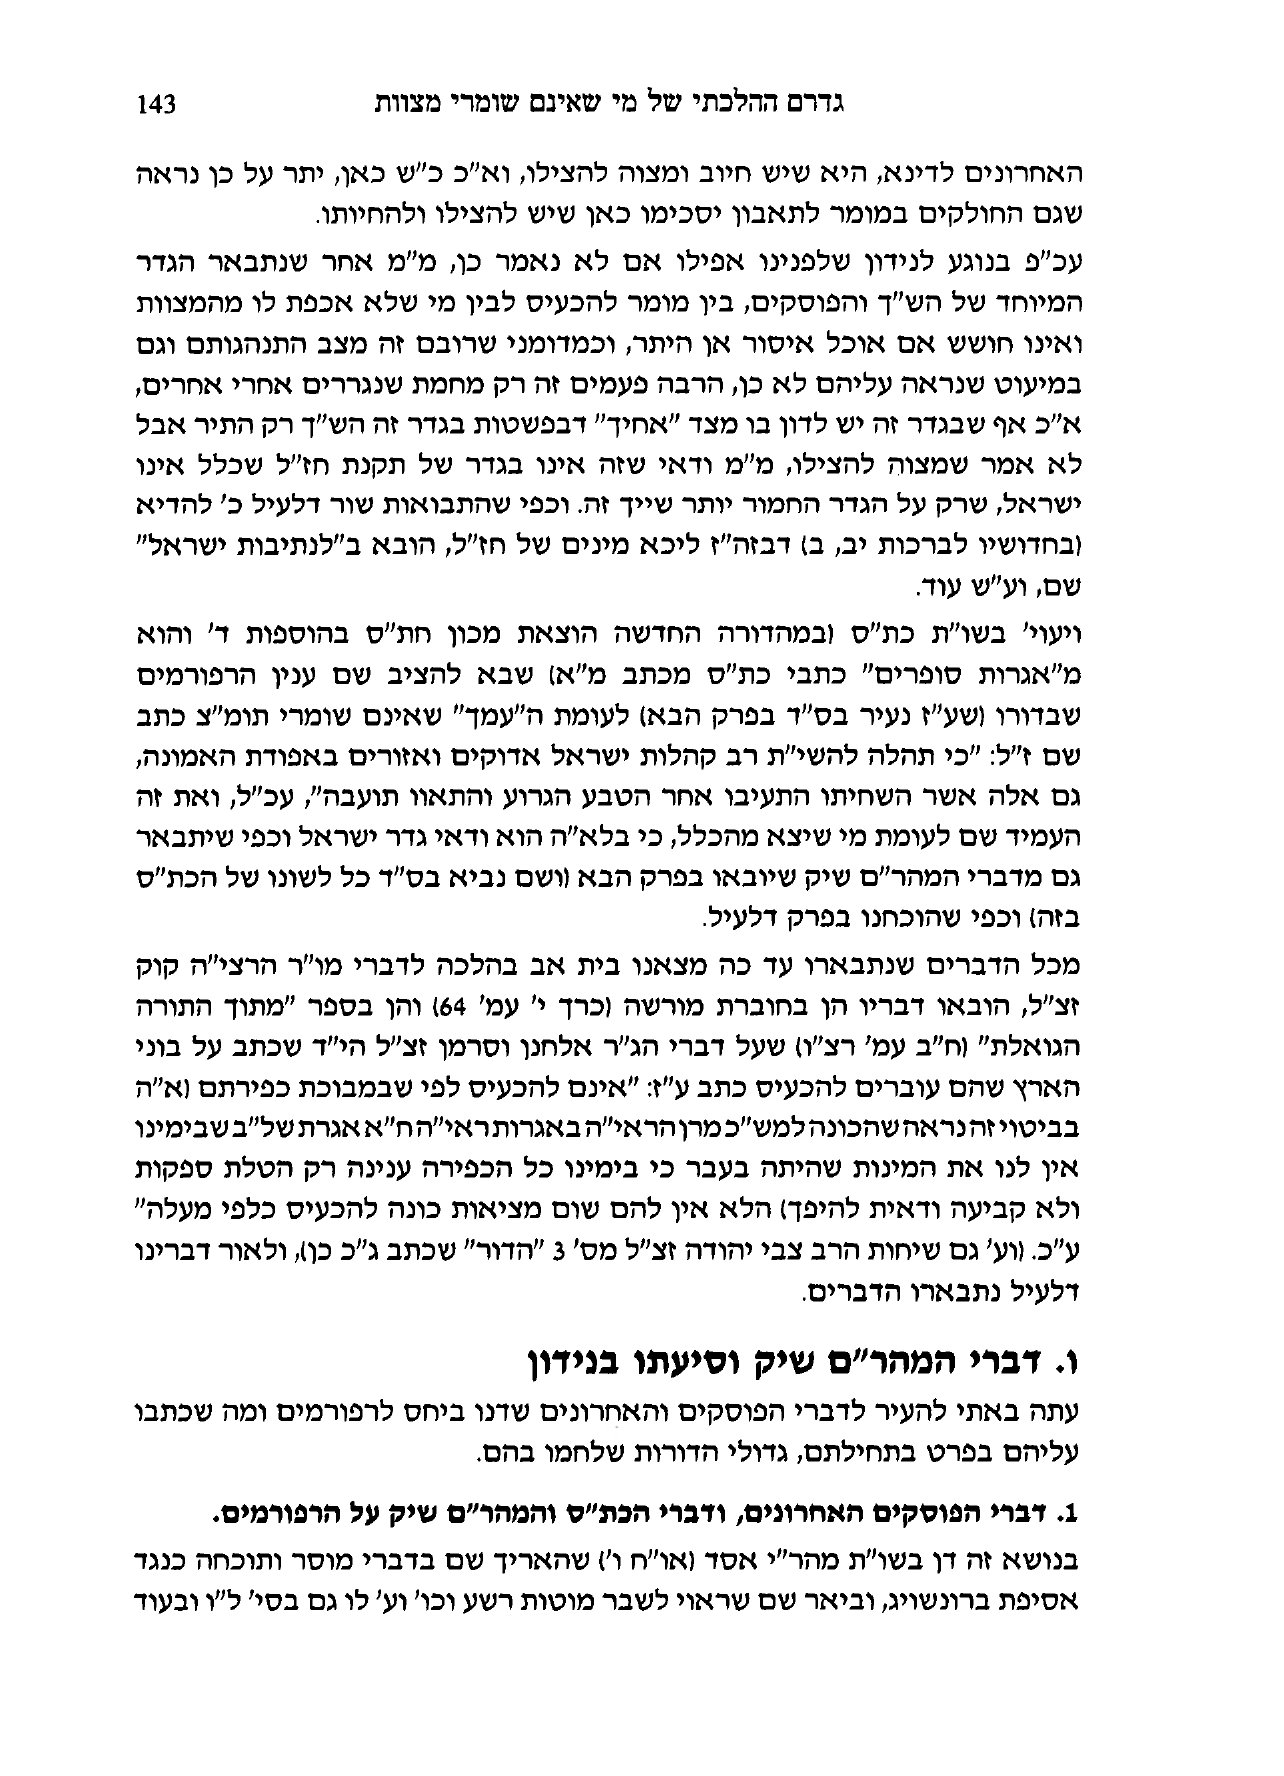 גדרם ההלכתי של מי שאינם שומרי מצוות 143
האחרונים לדינא, היא שיש חיוב ומצוה להצילו, וא"כ כ"ש כאן, יתר על כן נראה
שגם החולקים במומר לתאבון יסכימו כאן שיש להצילו ולהחיותו.
עכ"פ בנוגע לנידון שלפנינו אפילו אם לא נאמר כן, מ"מ אחר שנתבאר הגדר
המיוחד של הש"ך והפוסקים, בין מומר להכעיס לבין מי שלא אכפת לו מהמצוות
ואינו חושש אם אוכל איסור או היתר, וכמדומני שרובם זה מצב התנהגותם וגם
במיעוט שנראה עליהם לא כן, הרבה פעמים זה רק מחמת שנגררים אחרי אחרים,
א"כ אף שבגדר זה יש לדון בו מצד "אחיך" דבפשטות בגדר זה הש"ך רק התיר אבל
לא אמר שמצוה להצילו, מ"מ ודאי שזה אינו בגדר של תקנת חז"ל שכלל אינו
ישראל, שרק על הגדר החמור יותר שייך זה. וכפי שהתבואות שור דלעיל כ' להדיא
(בחדושיו לברכות יב, ב) דבזה"ז ליכא מינים של חז"ל, הובא ב"לנתיבות ישראל"
שם, וע"ש עוד.
ויעוי' בשו"ת כת"ס (במהדורה החדשה הוצאת מכון חת"ס בהוספות ד' והוא
מ"אגרות סופרים" כתבי כת"ס מכתב מ"א) שבא להציב שם ענין הרפורמים
שבדורו (שע"ז נעיר בס"ד בפרק הבא) לעומת ה"עמך" שאינם שומרי תומ"צ כתב
שם ז"ל: "כי תהלה להשי"ת רב קהלות ישראל אדוקים ואזורים באפודת האמונה,
גם אלה אשר השחיתו התעיבו אחר הטבע הגרוע והתאוו תועבה", עכ"ל, ואת זה
העמיד שם לעומת מי שיצא מהכלל, כי בלא"ה הוא ודאי גדר ישראל וכפי שיתבאר
גם מדברי המהר"ם שיק שיובאו בפרק הבא (ושם נביא בס"ד כל לשונו של הכת"ס
בזה) וכפי שהוכחנו בפרק דלעיל.
מכל הדברים שנתבארו עד כה מצאנו בית אב בהלכה לדברי מו"ר הרצי"ה קוק
זצ"ל, הובאו דבריו הן בחוברת מורשה (כרך י' עמ' 64) והן בספר "מתוך התורה
הגואלת" (ח"ב עמ' רצ"ו) שעל דברי הג"ר אלחנן וסרמן זצ"ל הי"ד שכתב על בוני
הארץ שהם עוברים להכעיס כתב ע"ז: "אינם להכעיס לפי שבמבוכת כפירתם (א"ה
בביטוי זה נראה שהכונה למש"כ מרן הראי"ה באגרות ראי"ה ח"א אגרת של"ב שבימינו
אין לנו את המינות שהיתה בעבר כי בימינו כל הכפירה ענינה רק הטלת ספקות
ולא קביעה ודאית להיפך) הלא אין להם שום מציאות כונה להכעיס כלפי מעלה"
ע"כ. (וע' גם שיחות הרב צבי יהודה זצ"ל מס' 3 "הדור" שכתב ג"כ כן), ולאור דברינו
דלעיל נתבארו הדברים.
ו. דברי המהר"ם שיק וסיעתו בנידון
עתה באתי להעיר לדברי הפוסקים והאחרונים שדנו ביחס לרפורמים ומה שכתבו
עליהם בפרט בתחילתם, גדולי הדורות שלחמו בהם.
1. דברי הפוסקים האחרונים, ודברי הכת"ס והמהר"ם שיק על הרפורמים.
בנושא זה דן בשו"ת מהר"י אסד (או"ח ו') שהאריך שם בדברי מוסר ותוכחה כנגד
אסיפת ברונשויג, וביאר שם שראוי לשבר מוטות רשע וכו' וע' לו גם בסי' ל"ו ובעוד